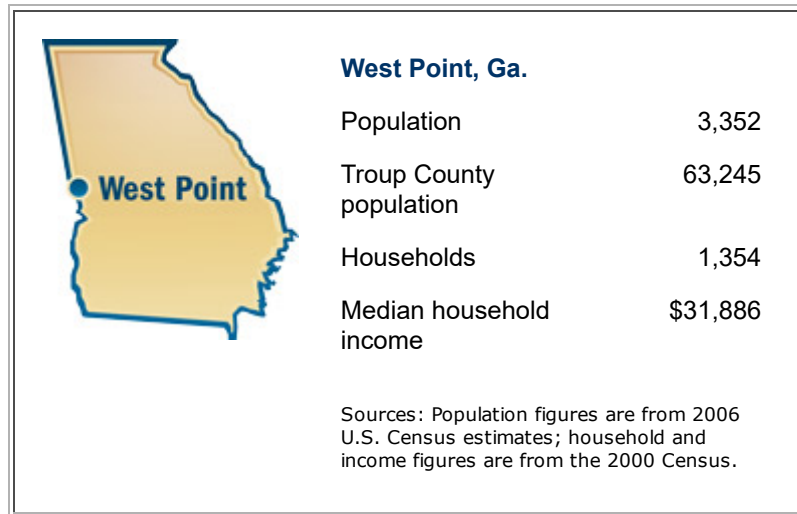 West Point
West Point, Ga.
Population 3,352
Troup County 63,245
population
Households 1,354
Median household $31,886
income
Sources: Population figures are from 2006
U.S. Census estimates; household and
income figures are from the 2000 Census.